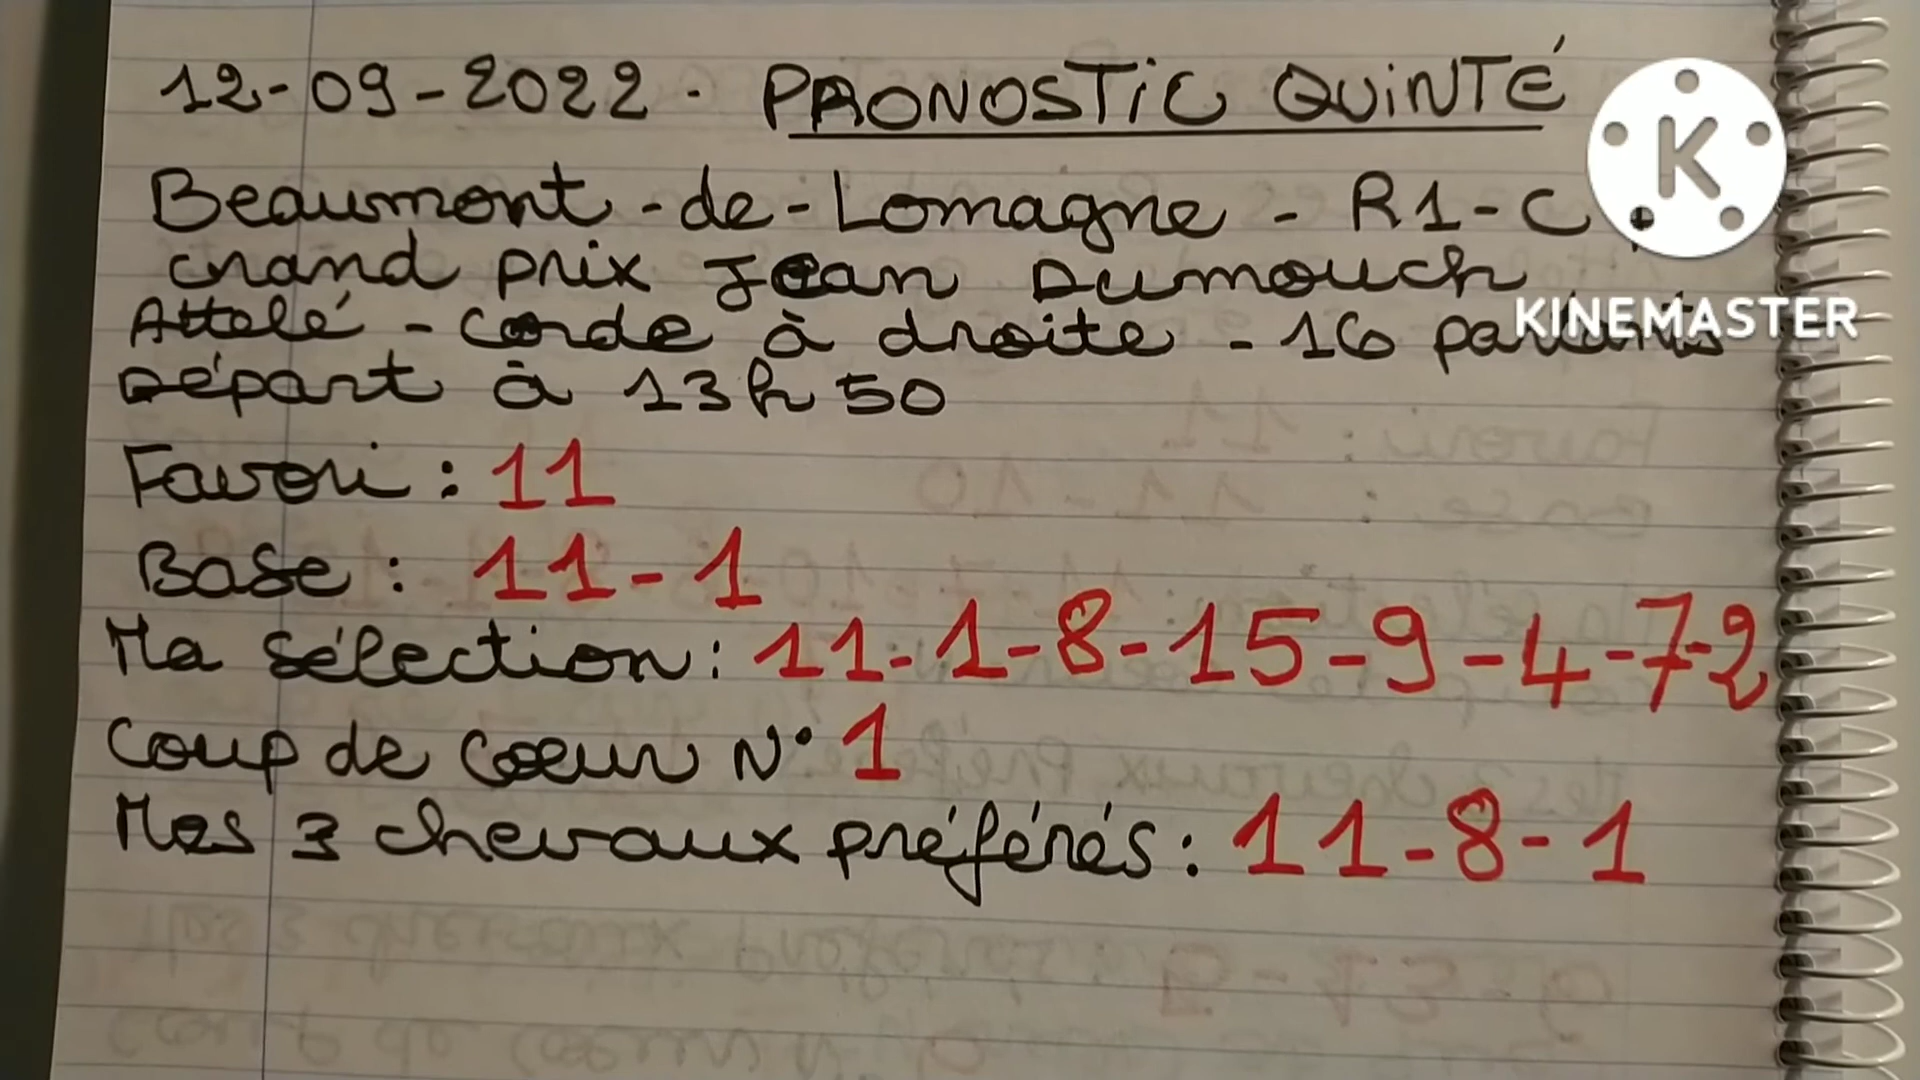 12-09-2022. PRONOSTIC QUINTÉ
Beaumont-de-Lomagne - R1-C
Grand prix Jean Dumouch
Attelé - corde à droite - 16 partants
Départ à 13h50
Favori : 11
Base : 11-1
Ma sélection : 11-1-8-15-9-4-7-2
Coup de cœur N° 1
Mes 3 chevaux préférés : 11-8-1
K
KINEMASTER